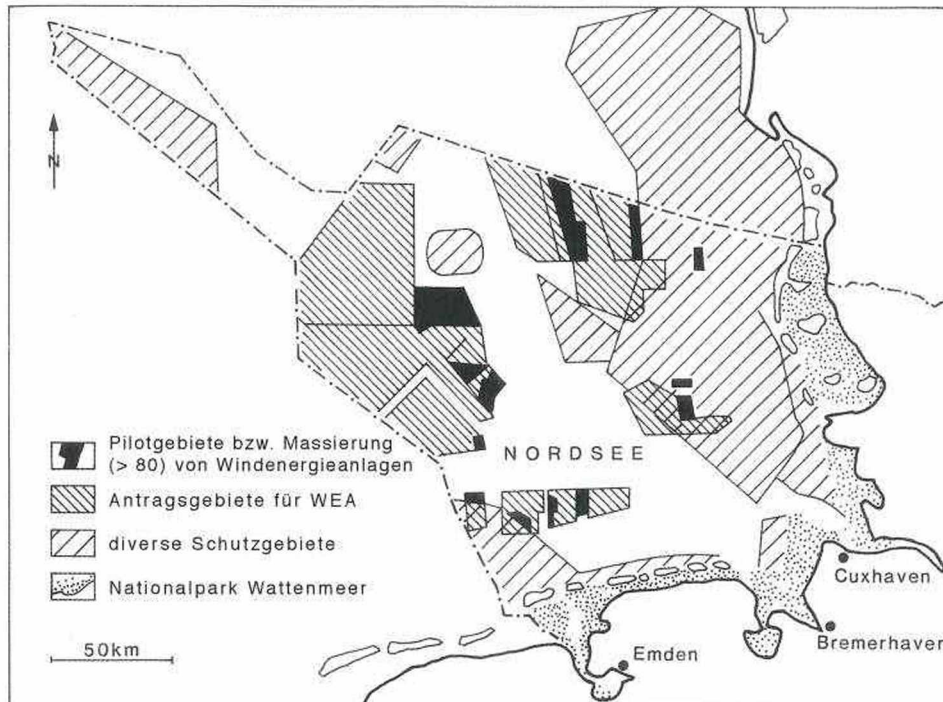 N
NORDSEE
Pilotgebiete bzw. Massierung
(> 80) von Windenergieanlagen
Antragsgebiete für WEA
diverse Schutzgebiete
Nationalpark Wattenmeer
50km
Cuxhaven
Bremerhaven
Emden